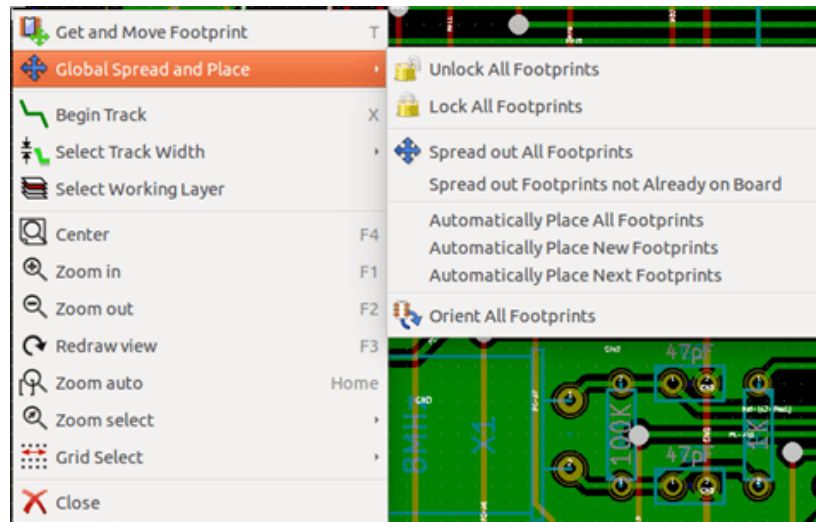 Get and Move Footprint T
Global Spread and Place
Begin Track X
Select Track Width
Select Working Layer
Center F4
Zoom in F1
Zoom out F2
Redraw view F3
Zoom auto Home
Zoom select
Grid Select
Close
Unlock All Footprints
Lock All Footprints
Spread out All Footprints
Spread out Footprints not Already on Board
Automatically Place All Footprints
Automatically Place New Footprints
Automatically Place Next Footprints
Orient All Footprints
GND
47pF
GND
8MHz
X1
100K
1K
47pF